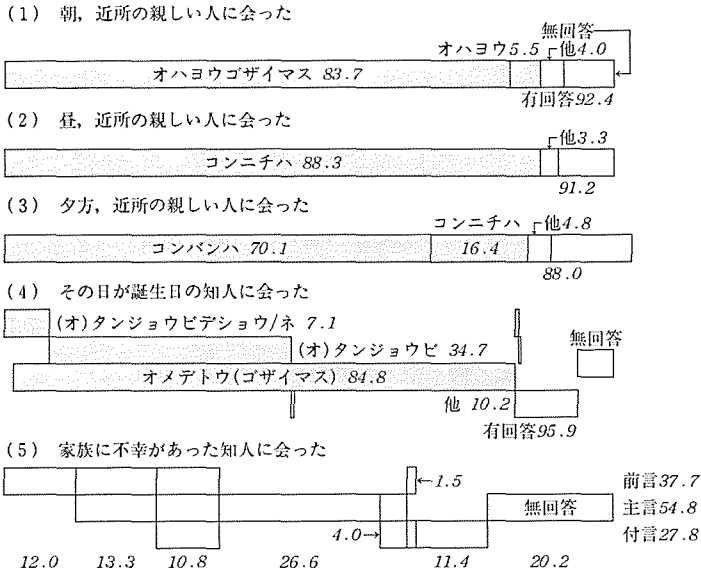 (1) 朝,近所の親しい人に会った
無回答
オハヨウ5.5 他4.0
オハヨウゴザイマス 83.7
有回答92.4
(2) 昼,近所の親しい人に会った
他3.3
コンニチハ 88.3
91.2
(3) 夕方,近所の親しい人に会った
コンニチハ 他4.8
コンバンハ 70.1 16.4
88.0
(4) その日が誕生日の知人に会った
(オ)タンジョウビデショウ/ネ 7.1
無回答
(オ)タンジョウビ 34.7
オメデトウ(ゴザイマス) 84.8
他 10.2
有回答95.9
(5) 家族に不幸があった知人に会った
←1.5 前言37.7
無回答 主言54.8
4.0→ 付言27.8
12.0 13.3 10.8 26.6 11.4 20.2